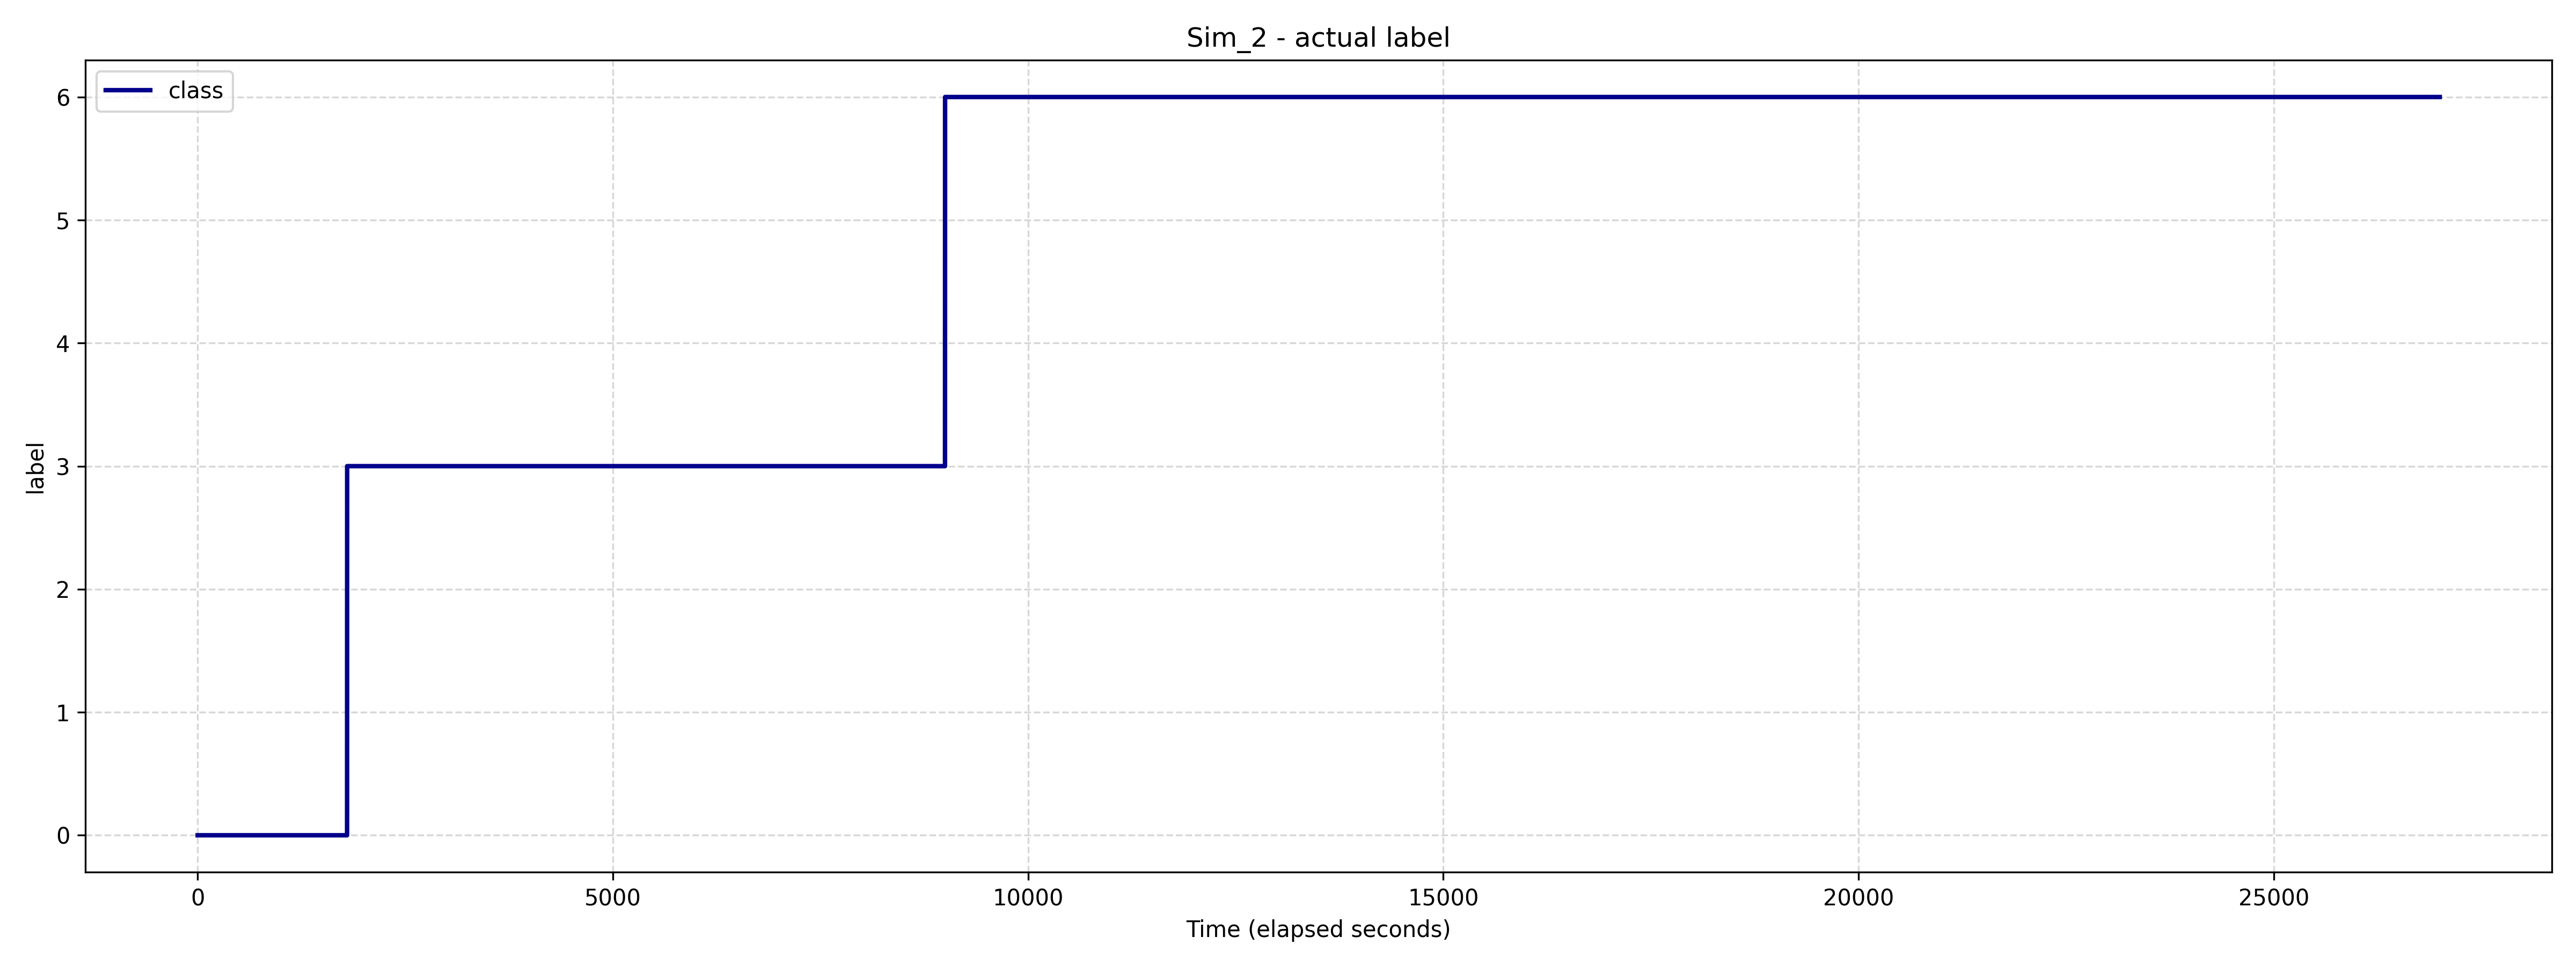 Sim_2 - actual label
class
6
5
4
3
2
1
0
label
0 5000 10000 15000 20000 25000
Time (elapsed seconds)